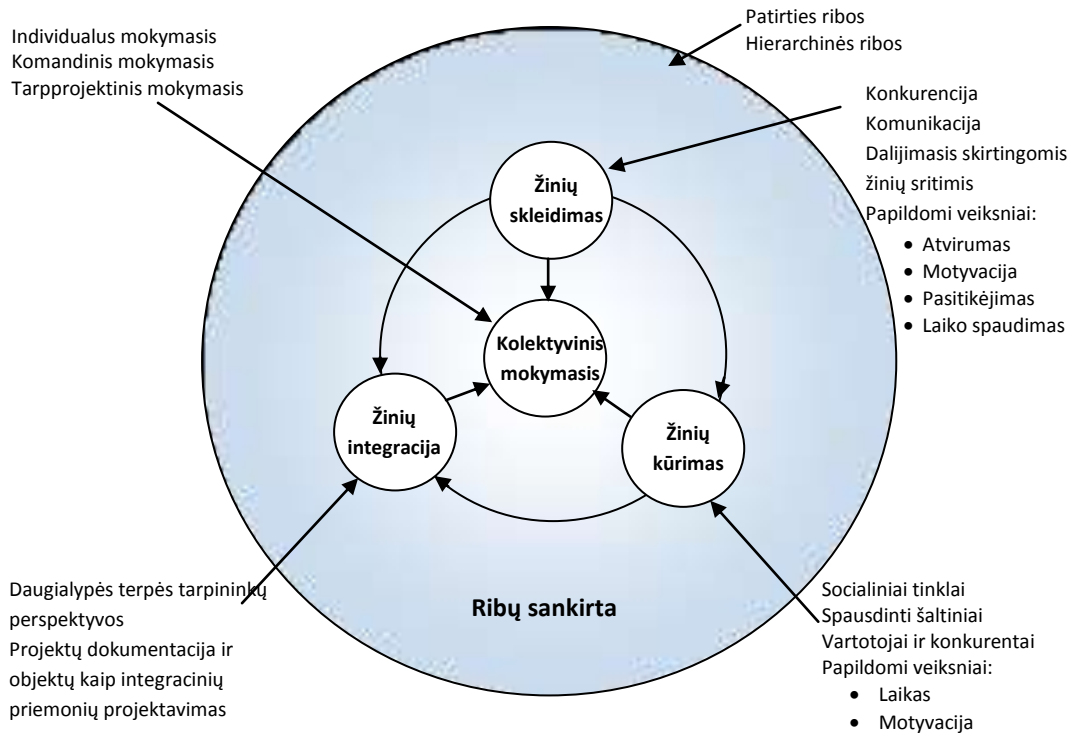 Individualus mokymasis
Komandinis mokymasis
Tarpprojektinis mokymasis
Patirties ribos
Hierarchinės ribos
Konkurencija
Komunikacija
Dalijimasis skirtingomis
žinių sritimis
Papildomi veiksniai:
• Atvirumas
• Motyvacija
• Pasitikėjimas
• Laiko spaudimas
Žinių
skleidimas
Kolektyvinis
mokymasis
Žinių
integracija
Žinių
kūrimas
Ribų sankirta
Daugialypės terpės tarpininkų
perspektyvos
Projektų dokumentacija ir
objektų kaip integracinių
priemonių projektavimas
Socialiniai tinklai
Spausdinti šaltiniai
Vartotojai ir konkurentai
Papildomi veiksniai:
• Laikas
• Motyvacija